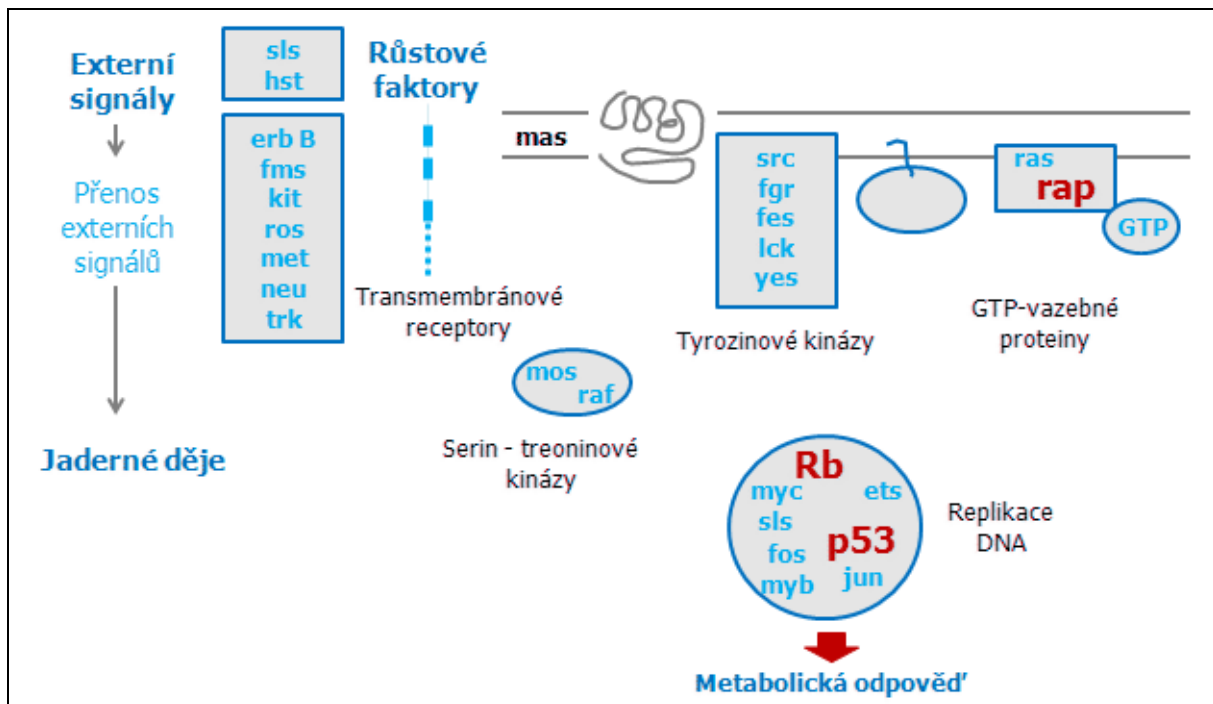 Externí
signály
sls
hst
Růstové
faktory
mas
erb B
fms
kit
ros
met
neu
trk
Přenos
externích
signálů
Transmembránové
receptory
src
fgr
fes
lck
yes
Tyrozinové kinázy
ras
rap
GTP
GTP-vazebné
proteiny
mos
raf
Serin - treoninové
kinázy
Jaderné děje
Rb
myc ets
sls
p53
fos
myb jun
Replikace
DNA
Metabolická odpověď